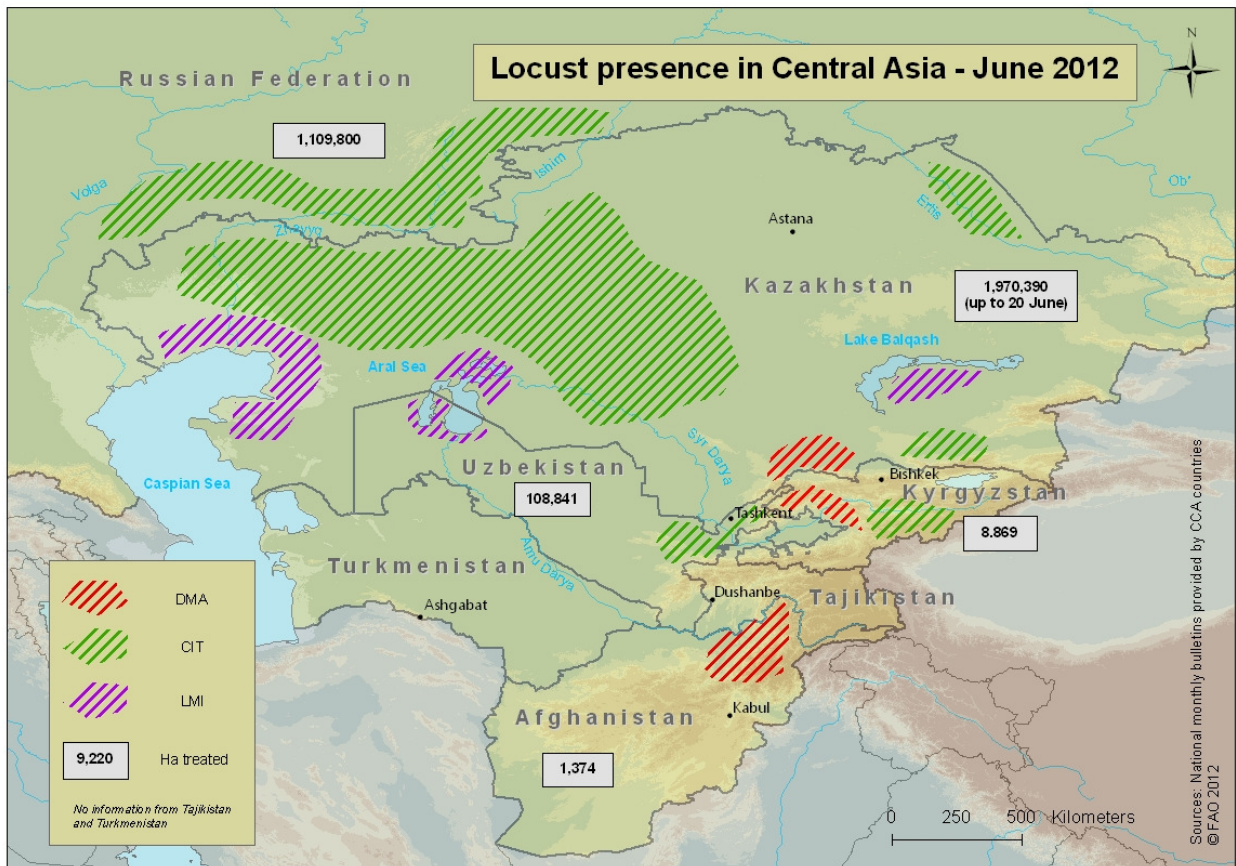 Locust presence in Central Asia - June 2012
N
Russian Federation
1,109,800
Volga
Zhayyq
Ishim
Ertis
Ob'
Astana
Kazakhstan
1,970,390
(up to 20 June)
Lake Balqash
Aral Sea
Syr Derya
Caspian Sea
Uzbekistan
108,841
Bishkek
Kyrgyzstan
8.869
Tashkent
Turkmenistan
Amu Darya
Ashgabat
Dushanbe
Tajikistan
Afghanistan
Kabul
1,374
DMA
CIT
LMI
9,220 Ha treated
No information from Tajikistan
and Turkmenistan
0 250 500 Kilometers
Sources: National monthly bulletins provided by CCA countries
© FAO 2012